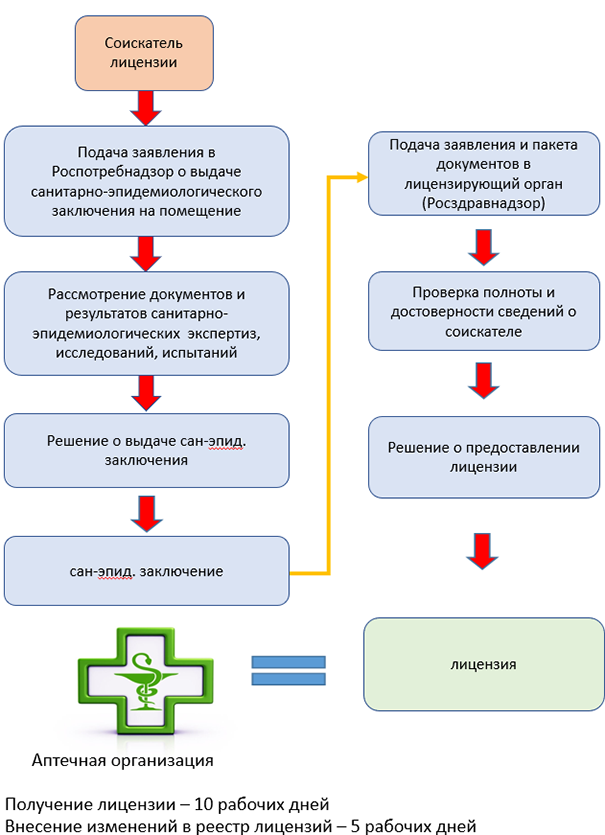 Соискатель
лицензии
Подача заявления в
Роспотребнадзор о выдаче
санитарно-эпидемиологического
заключения на помещение
Рассмотрение документов и
результатов санитарно-
эпидемиологических экспертиз,
исследований, испытаний
Решение о выдаче сан-эпид.
заключения
сан-эпид. заключение
Подача заявления и пакета
документов в
лицензирующий орган
(Росздравнадзор)
Проверка полноты и
достоверности сведений о
соискателе
Решение о предоставлении
лицензии
лицензия
Аптечная организация
Получение лицензии – 10 рабочих дней
Внесение изменений в реестр лицензий – 5 рабочих дней